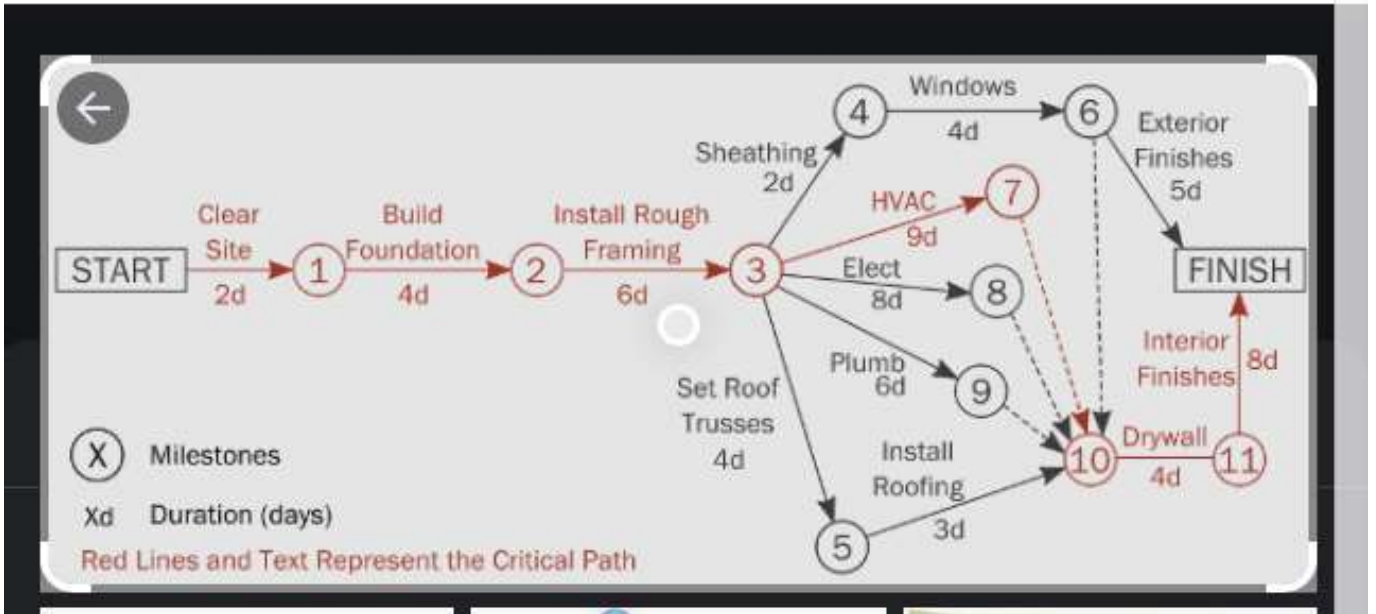 Windows
4
6
4d
Exterior
Finishes
5d
Sheathing
2d
HVAC
9d
7
Clear
Site
2d
Build
Foundation
4d
Install Rough
Framing
6d
START
1
2
3
Elect
8d
8
FINISH
Plumb
6d
9
Interior
Finishes
8d
Set Roof
Trusses
4d
Install
Roofing
3d
Drywall
4d
10
11
5
X Milestones
Xd Duration (days)
Red Lines and Text Represent the Critical Path